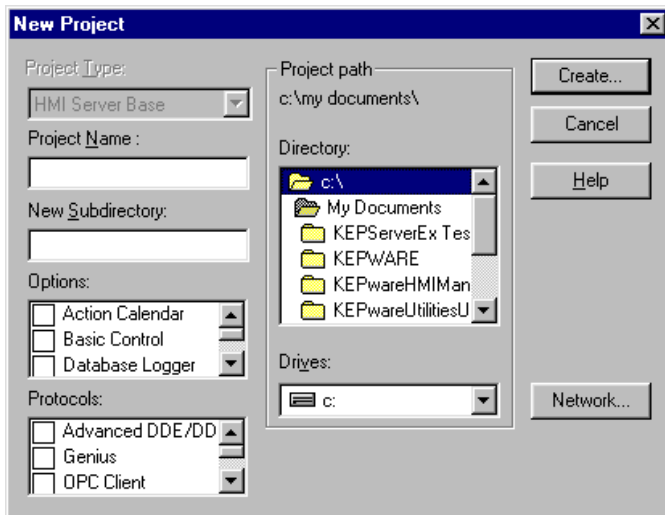 New Project
Project Type:
HMI Server Base
Project Name :
New Subdirectory:
Options:
Action Calendar
Basic Control
Database Logger
Protocols:
Advanced DDE/DD
Genius
OPC Client
Project path
c:\my documents\
Directory:
c:\
My Documents
KEPServerEx Tes
KEPWARE
KEPwareHMIMan
KEPwareUtilitiesU
Drives:
c:
Create...
Cancel
Help
Network...